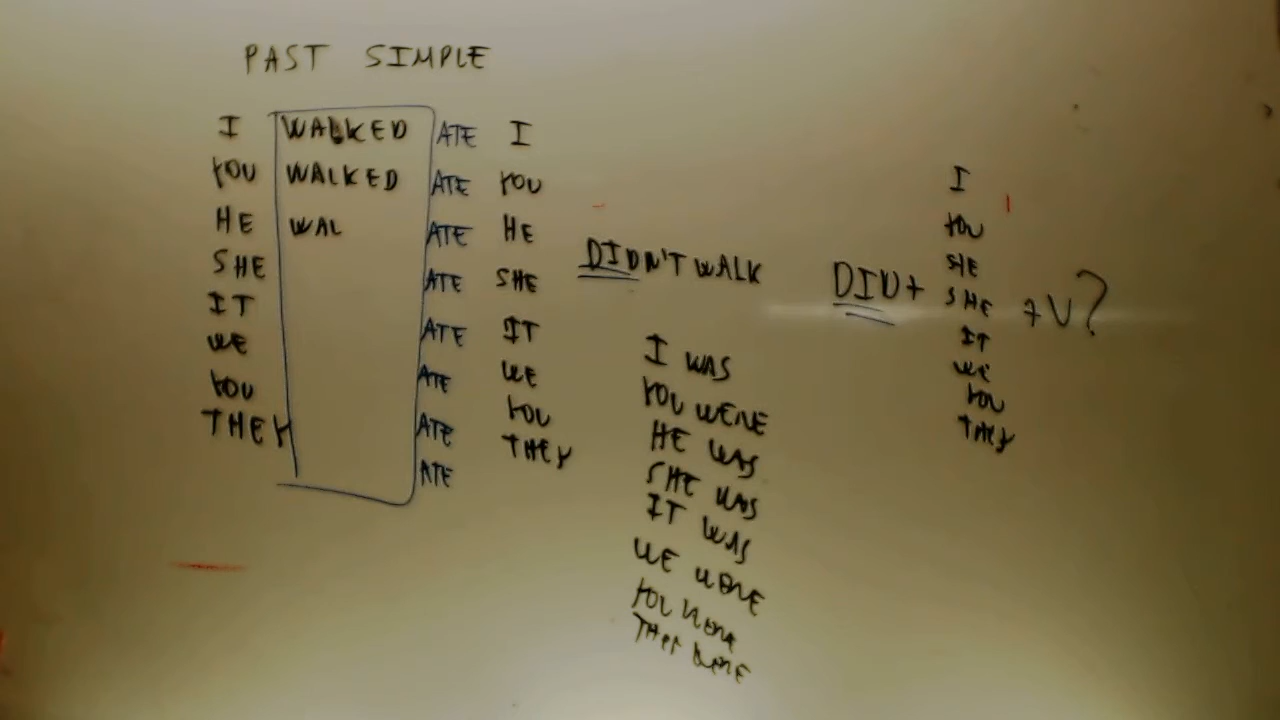 PAST SIMPLE
I WALKED ATE
YOU WALKED ATE
HE WAL ATE
SHE ATE
IT ATE
WE ATE
YOU ATE
THEY ATE
I
YOU
HE
SHE
IT
WE
YOU
THEY
DIDN'T WALK
I WAS
YOU WERE
HE WAS
SHE WAS
IT WAS
WE WERE
YOU WERE
THEY WERE
DID+
I
YOU
SHE
SHE
IT
WE
YOU
THEY
+V?